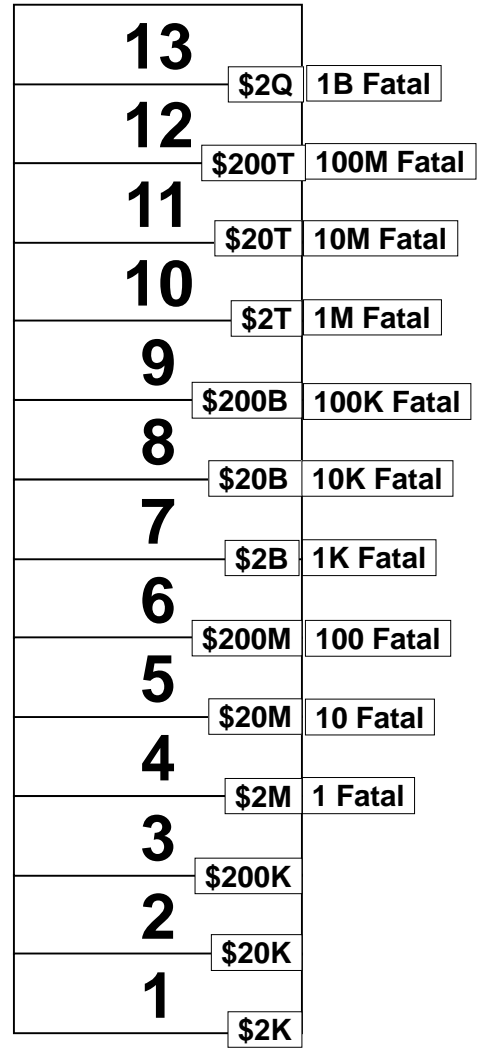 13
$2Q 1B Fatal
12
$200T 100M Fatal
11
$20T 10M Fatal
10
$2T 1M Fatal
9
$200B 100K Fatal
8
$20B 10K Fatal
7
$2B 1K Fatal
6
$200M 100 Fatal
5
$20M 10 Fatal
4
$2M 1 Fatal
3
$200K
2
$20K
1
$2K